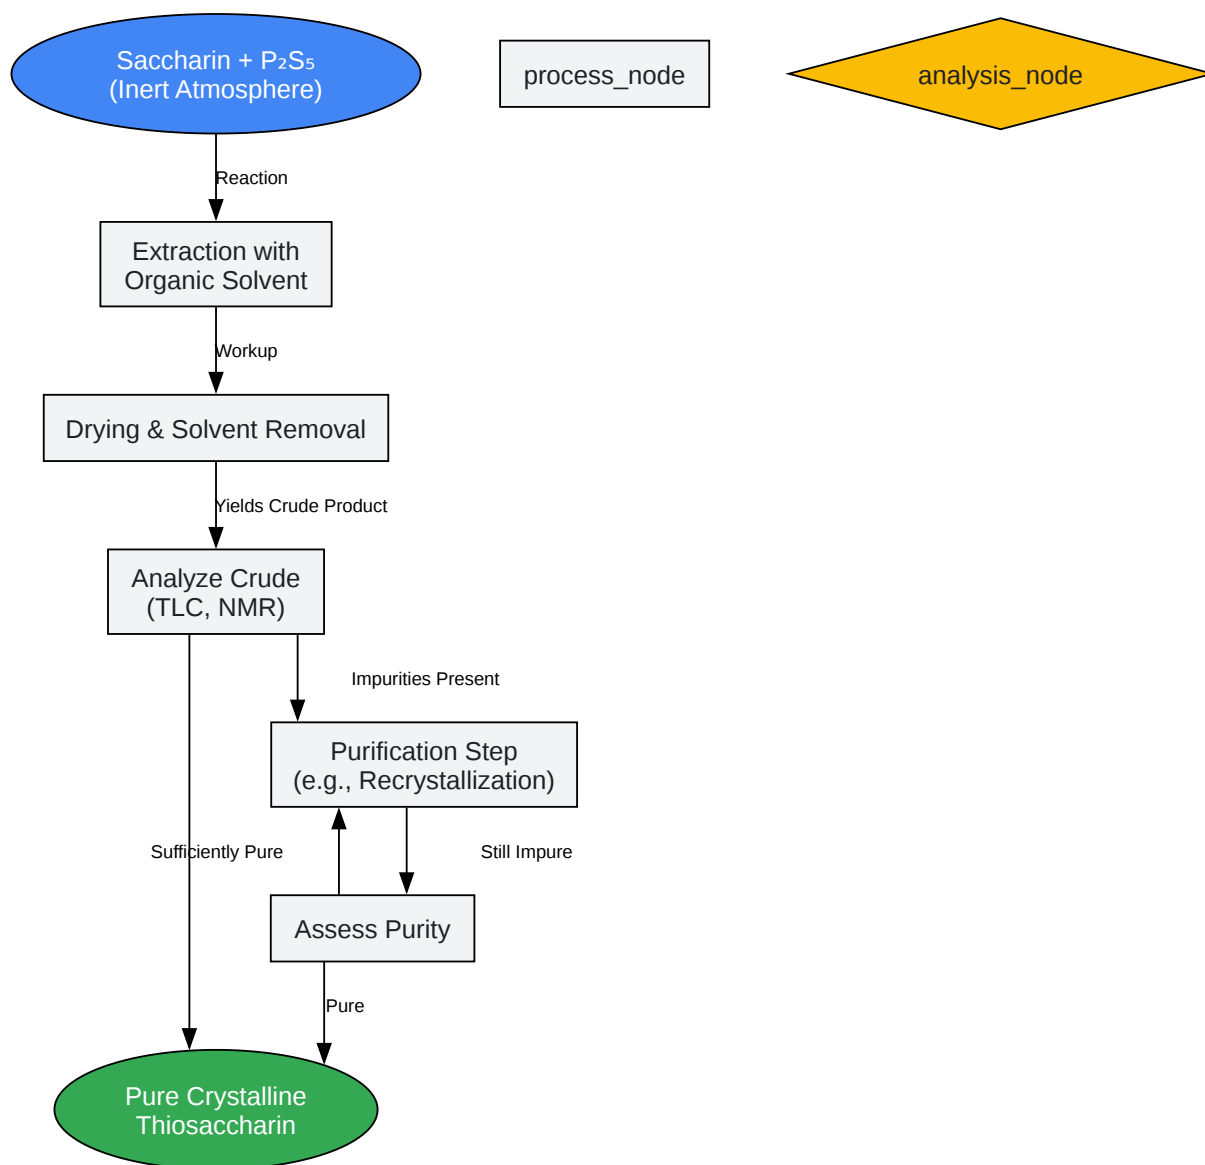 Saccharin + P₂S₅
(Inert Atmosphere)
process_node
analysis_node
Reaction
Extraction with
Organic Solvent
Workup
Drying & Solvent Removal
Yields Crude Product
Analyze Crude
(TLC, NMR)
Impurities Present
Purification Step
(e.g., Recrystallization)
Sufficiently Pure
Still Impure
Assess Purity
Pure
Pure Crystalline
Thiosaccharin